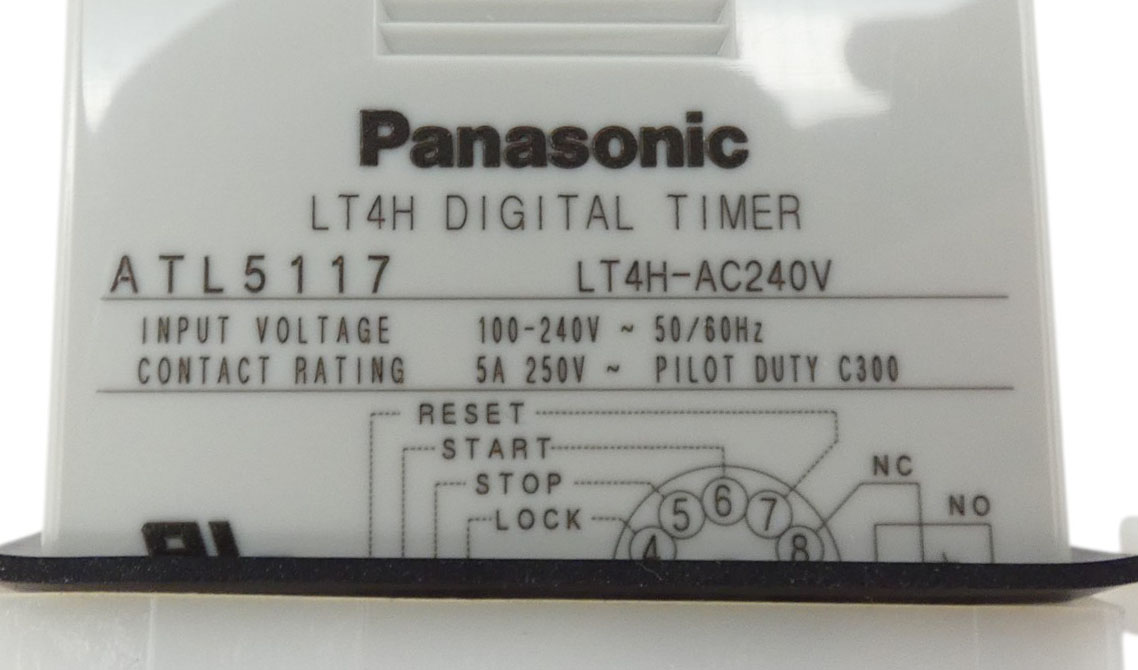 Panasonic
LT4H DIGITAL TIMER
ATL5117 LT4H-AC240V
INPUT VOLTAGE 100-240V ~ 50/60Hz
CONTACT RATING 5A 250V ~ PILOT DUTY C300
RESET
START
STOP
LOCK
4 5 6 7 8
NC
NO